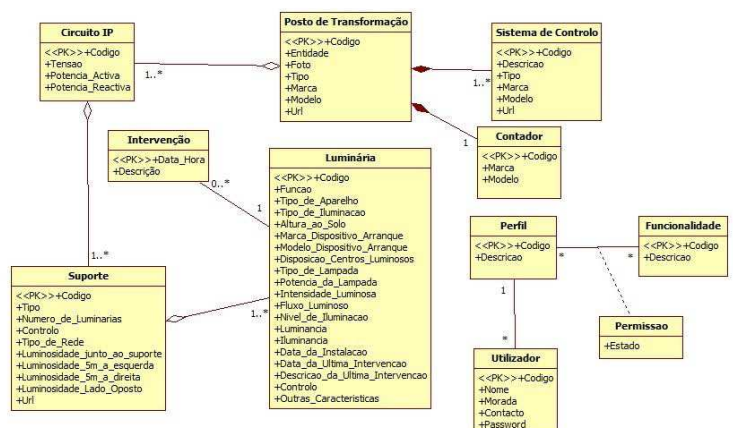 Circuito IP
<<PK>>+Codigo
+Tensao
+Potencia_Activa
+Potencia_Reactiva
1..*
Posto de Transformação
<<PK>>+Codigo
+Entidade
+Foto
+Tipo
+Marca
+Modelo
+Url
Sistema de Controlo
<<PK>>+Codigo
+Descricao
+Tipo
+Marca
+Modelo
+Url
1..*
Contador
<<PK>>+Codigo
+Marca
+Modelo
1
Intervenção
<<PK>>+Data_Hora
+Descrição
0..*
1
Luminária
<<PK>>+Codigo
+Funcao
+Tipo_de_Aparelho
+Tipo_de_Iluminacao
+Altura_ao_Solo
+Marca_Dispositivo_Arranque
+Modelo_Dispositivo_Arranque
+Disposicao_Centros_Luminosos
+Tipo_de_Lampada
+Potencia_da_Lampada
+Intensidade_Luminosa
+Fluxo_Luminoso
+Nivel_de_Iluminacao
+Luminancia
+Iluminancia
+Data_da_Instalacao
+Data_da_Ultima_Intervencao
+Descricao_da_Ultima_Intervencao
+Controlo
+Outras_Caracteristicas
1..*
Suporte
<<PK>>+Codigo
+Tipo
+Numero_de_Luminarias
+Controlo
+Tipo_de_Rede
+Luminosidade_junto_ao_suporte
+Luminosidade_5m_a_esquerda
+Luminosidade_5m_a_direita
+Luminosidade_Lado_Oposto
+Url
1..*
Perfil
<<PK>>+Codigo
+Descricao
*
*
Funcionalidade
<<PK>>+Codigo
+Descricao
Permissao
+Estado
1
*
Utilizador
<<PK>>+Codigo
+Nome
+Morada
+Contacto
+Password